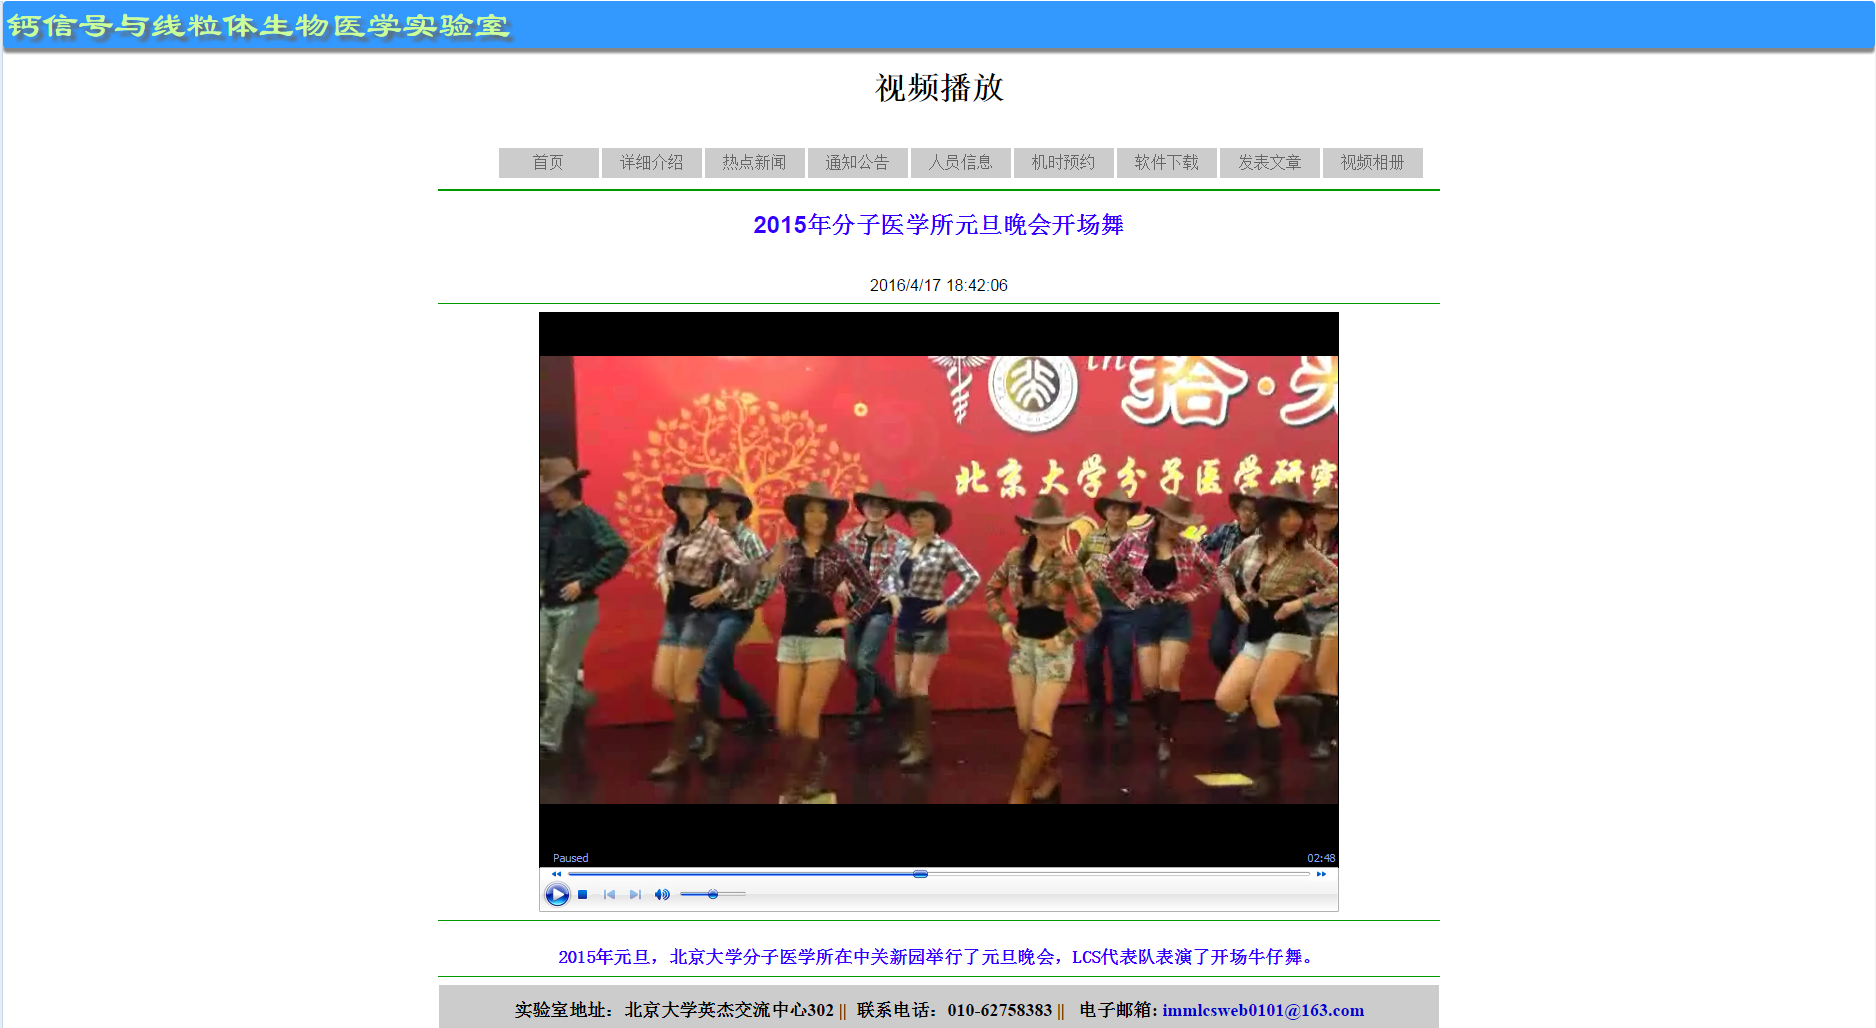 钙信号与线粒体生物医学实验室
视频播放
首页 详细介绍 热点新闻 通知公告 人员信息 机时预约 软件下载 发表文章 视频相册
2015年分子医学所元旦晚会开场舞
2016/4/17 18:42:06
th 拾·
北京大学分子医学研究
Paused 02:48
2015年元旦，北京大学分子医学所在中关新园举行了元旦晚会，LCS代表队表演了开场牛仔舞。
实验室地址：北京大学英杰交流中心302 || 联系电话：010-62758383 || 电子邮箱: immlcsweb0101@163.com